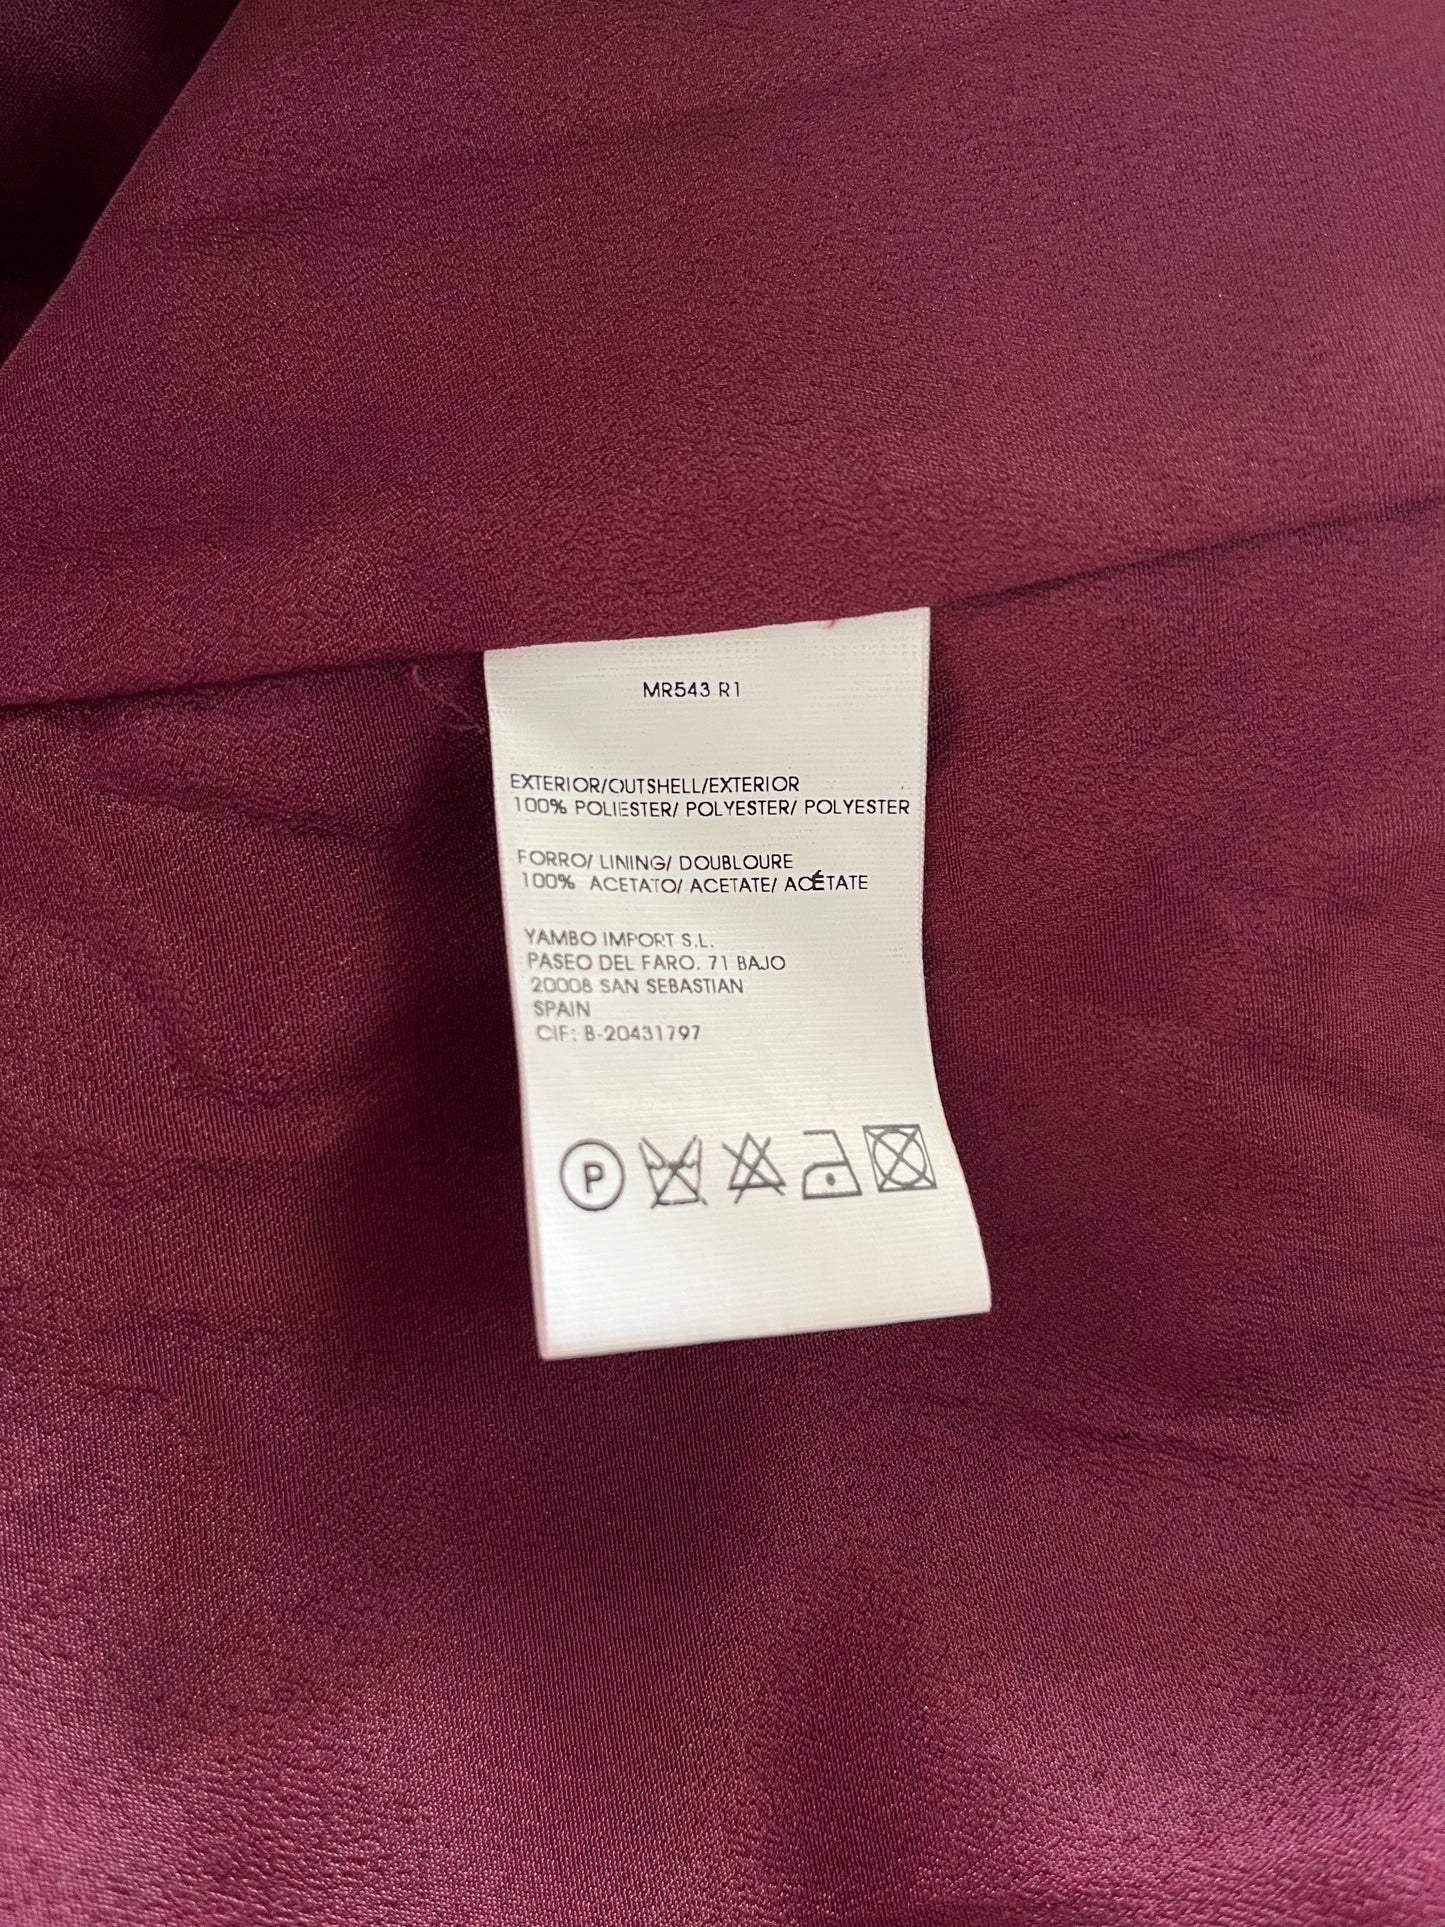 MR543 R1
EXTERIOR/OUTSHELL/EXTERIOR
100% POLIESTER/ POLYESTER/ POLYESTER
FORRO/ LINING/ DOUBLOURE
100% ACETATO/ ACETATE/ ACÉTATE
YAMBO IMPORT S.L.
PASEO DEL FARO. 71 BAJO
20008 SAN SEBASTIAN
SPAIN
CIF: B-20431797
P